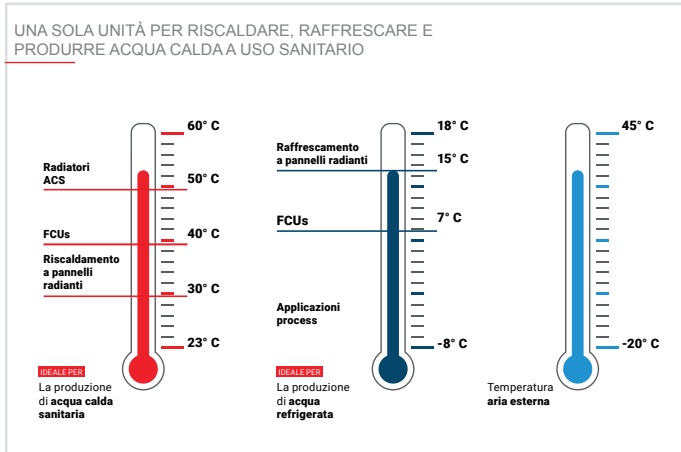 UNA SOLA UNITÀ PER RISCALDARE, RAFFRESCARE E
PRODURRE ACQUA CALDA A USO SANITARIO
60° C
Radiatori
ACS
50° C
FCUs
40° C
Riscaldamento
a pannelli
radianti
30° C
23° C
IDEALE PER
La produzione
di acqua calda
sanitaria
18° C
Raffrescamento
a pannelli radianti
15° C
FCUs
7° C
Applicazioni
process
-8° C
IDEALE PER
La produzione
di acqua
refrigerata
45° C
-20° C
Temperatura
aria esterna